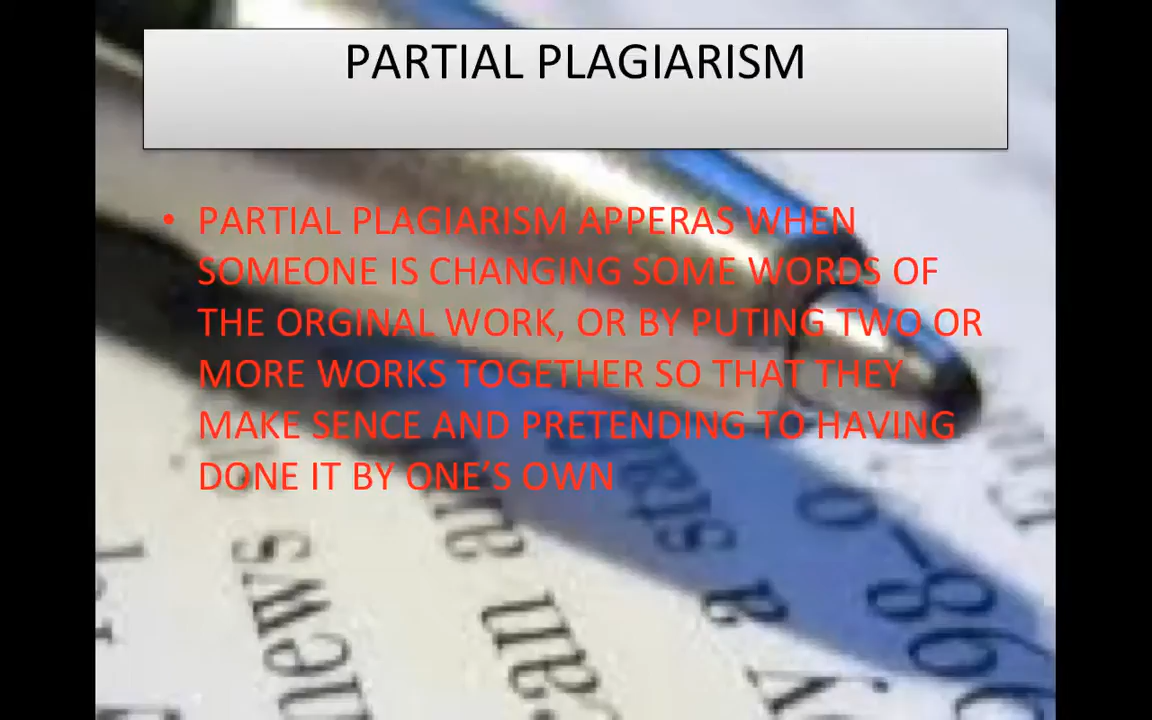 PARTIAL PLAGIARISM
• PARTIAL PLAGIARISM APPERAS WHEN
SOMEONE IS CHANGING SOME WORDS OF
THE ORGINAL WORK, OR BY PUTING TWO OR
MORE WORKS TOGETHER SO THAT THEY
MAKE SENCE AND PRETENDING TO HAVING
DONE IT BY ONE'S OWN